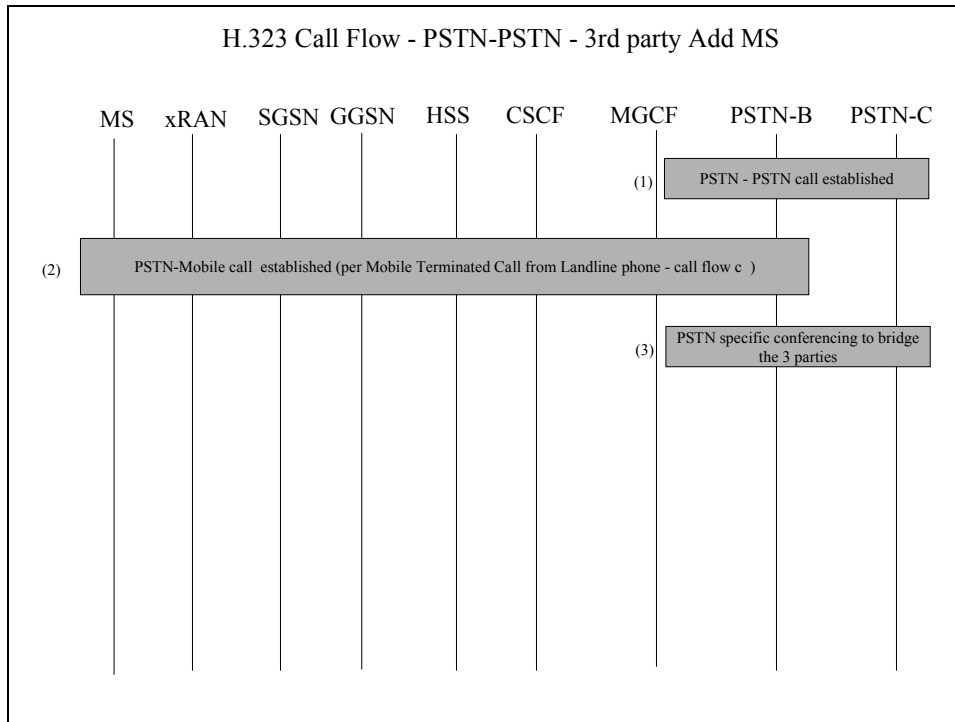 H.323 Call Flow - PSTN-PSTN - 3rd party Add MS
MS xRAN SGSN GGSN HSS CSCF MGCF PSTN-B PSTN-C
(1) PSTN - PSTN call established
(2) PSTN-Mobile call established (per Mobile Terminated Call from Landline phone - call flow c )
(3) PSTN specific conferencing to bridge
the 3 parties